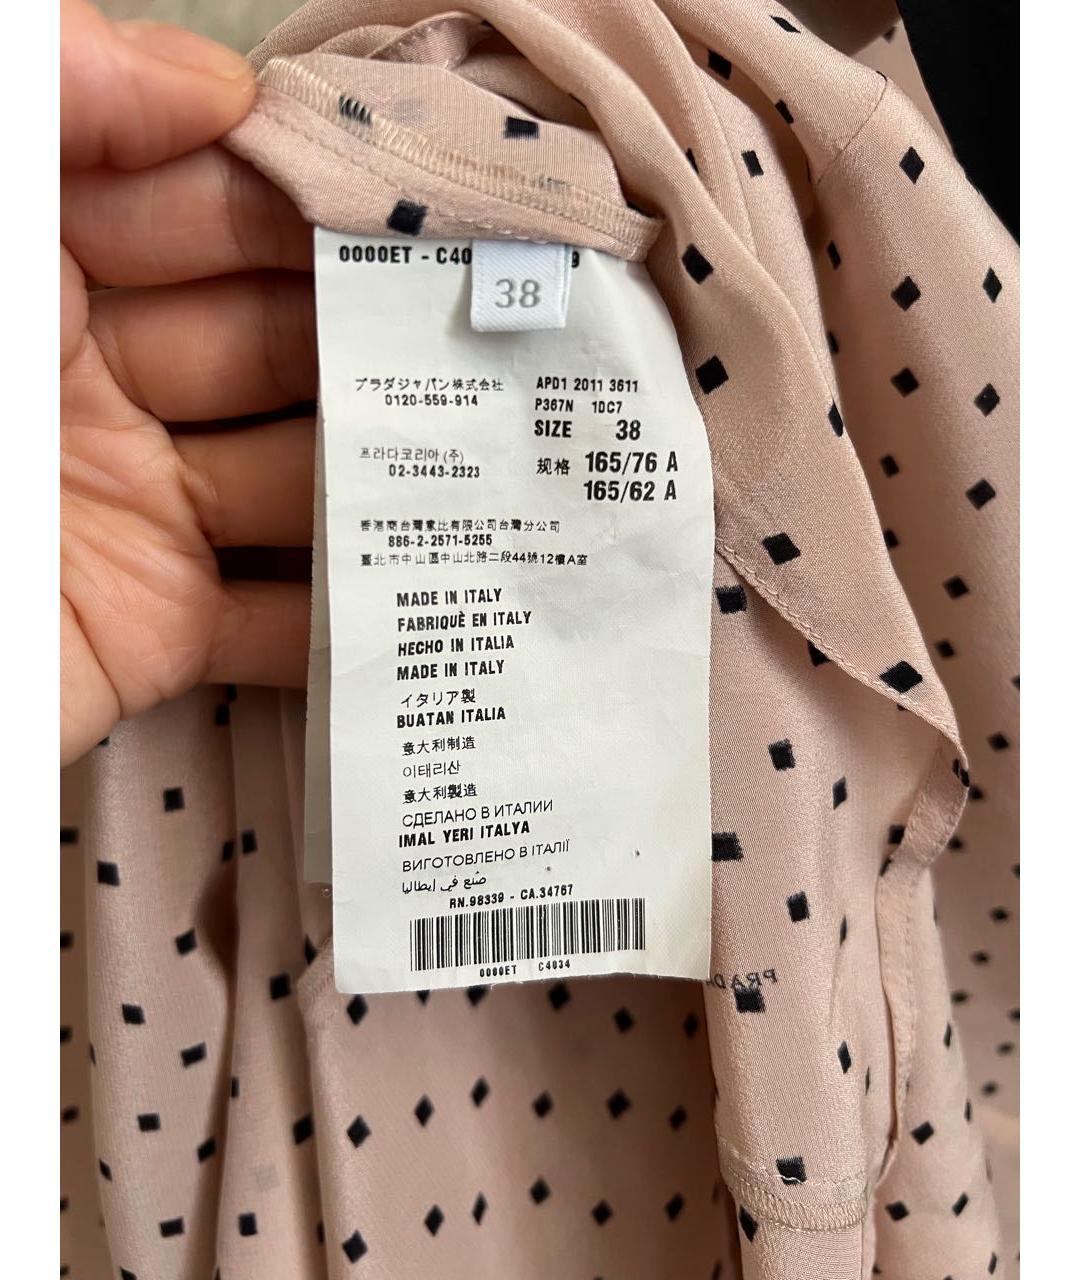 0000ET - C40 9
38
プラダジャパン株式会社
0120-559-914
프라다코리아 (주)
02-3443-2323
APD1 2011 3611
P367N 1DC7
SIZE 38
规格 165/76 A
165/62 A
香港商台灣意比有限公司台灣分公司
886-2-2571-5255
臺北市中山區中山北路二段44號12樓A室
MADE IN ITALY
FABRIQUÈ EN ITALY
HECHO IN ITALIA
MADE IN ITALY
イタリア製
BUATAN ITALIA
意大利制造
이태리산
意大利製造
СДЕЛАНО В ИТАЛИИ
IMAL YERI ITALYA
ВИГОТОВЛЕНО В ІТАЛІЇ
صُنع في إيطاليا
RN.98339 - CA.34767
0000ET C4034
PRADA